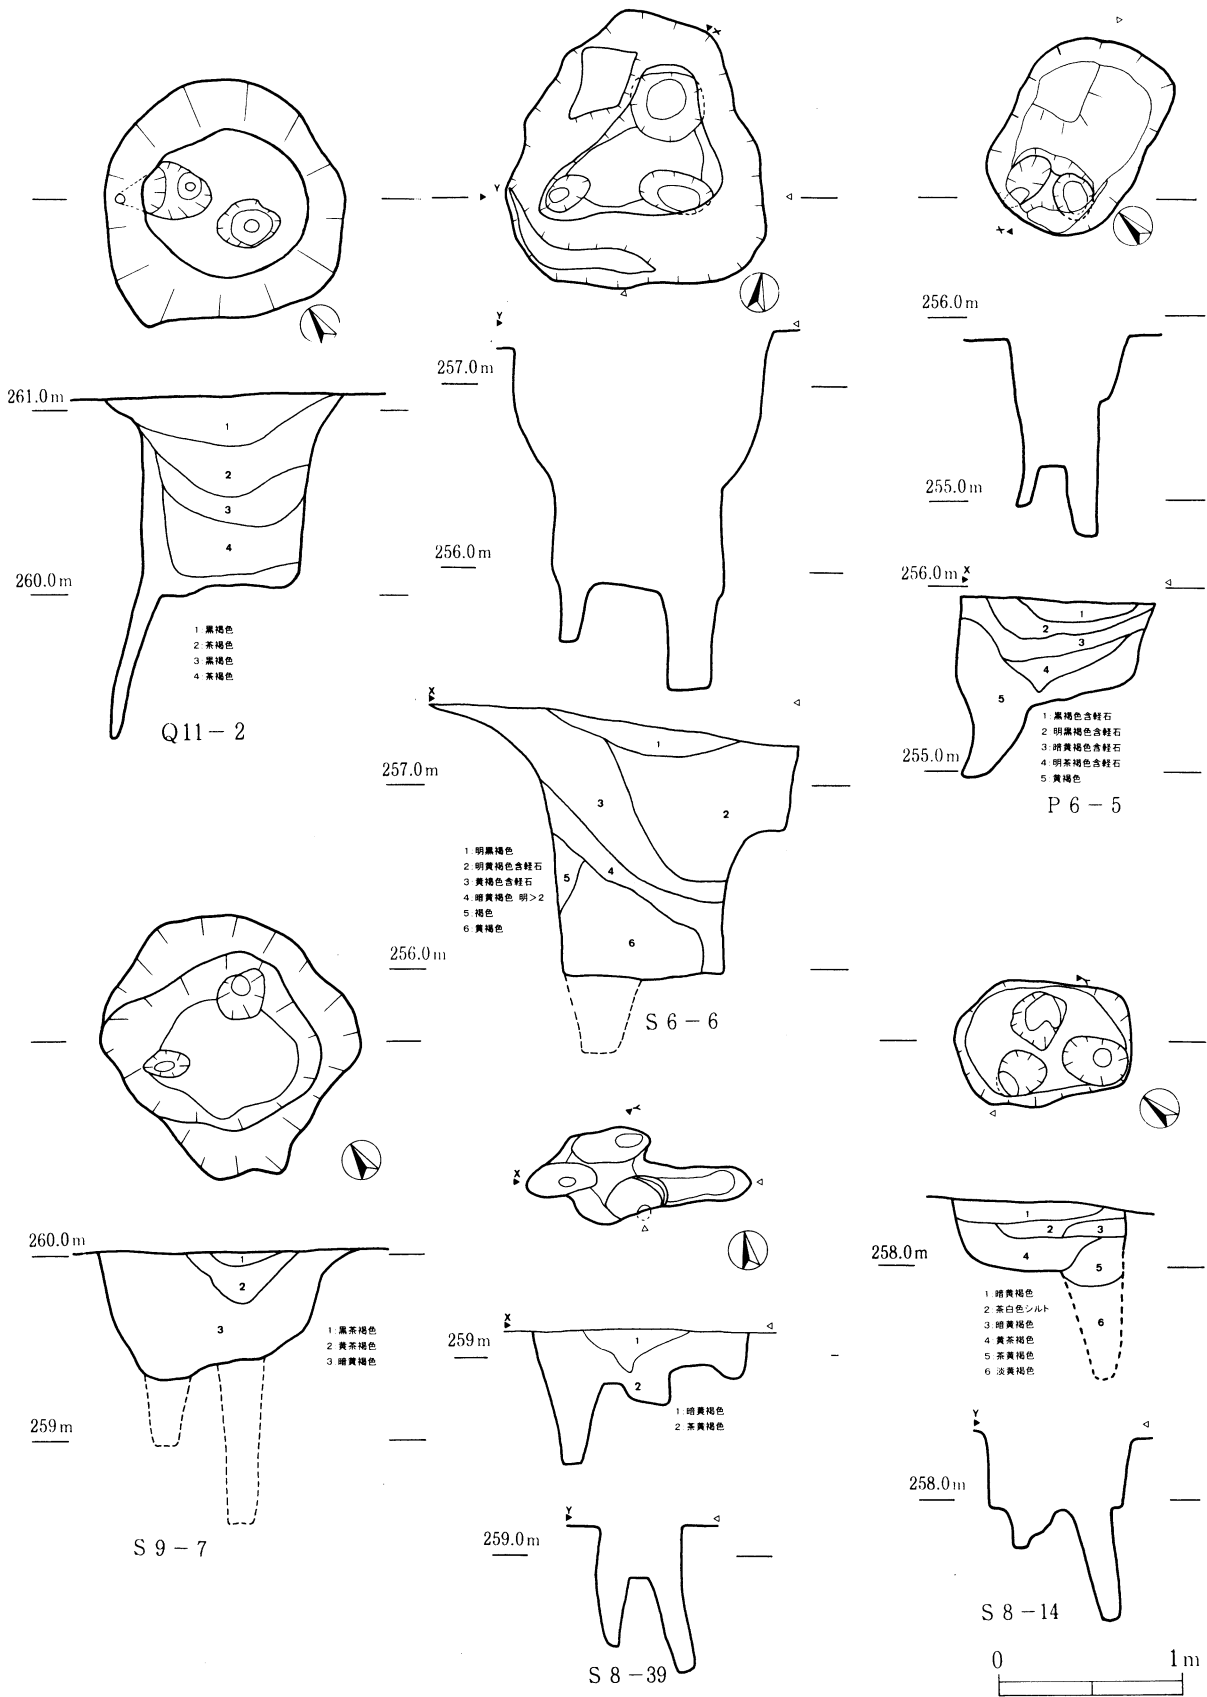 X
Y
X
261.0m
1
2
3
4
260.0m
1 黒褐色
2 茶褐色
3 黒褐色
4 茶褐色
Q11-2
Y
257.0m
256.0m
X
257.0m
1
2
3
4
5
6
1:明黒褐色
2:明黄褐色含軽石
3:黄褐色含軽石
4:暗黄褐色 明>2
5:褐色
6:黄褐色
256.0m
S6-6
256.0m
255.0m
256.0m
X
1
2
3
4
5
1:黒褐色含軽石
2 明黒褐色含軽石
3:暗黄褐色含軽石
4:明茶褐色含軽石
5 黄褐色
255.0m
P6-5
260.0m
1
2
3
1:黒茶褐色
2 黄茶褐色
3 暗黄褐色
259m
S9-7
Y
X
X
259m
1
2
1:暗黄褐色
2 茶黄褐色
Y
259.0m
S8-39
Y
1
2
3
4
5
6
258.0m
1:暗黄褐色
2:茶白色シルト
3:暗黄褐色
4 黄茶褐色
5 茶黄褐色
6 淡黄褐色
Y
258.0m
S8-14
0 1m